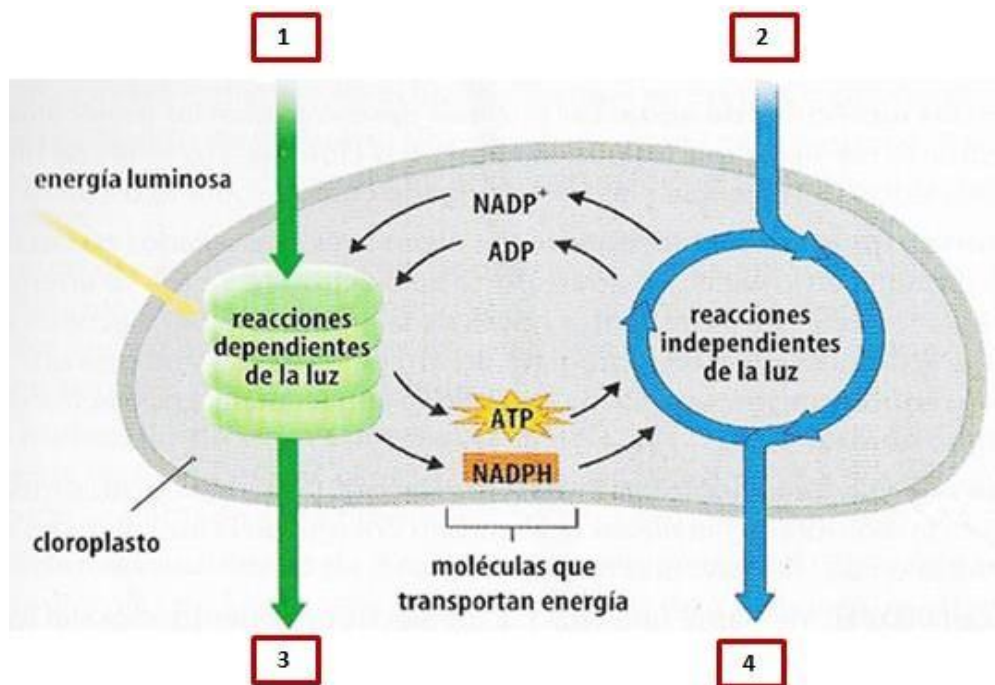 1
2
energía luminosa
NADP+
ADP
reacciones
dependientes
de la luz
reacciones
independientes
de la luz
ATP
NADPH
cloroplasto
moléculas que
transportan energía
3
4